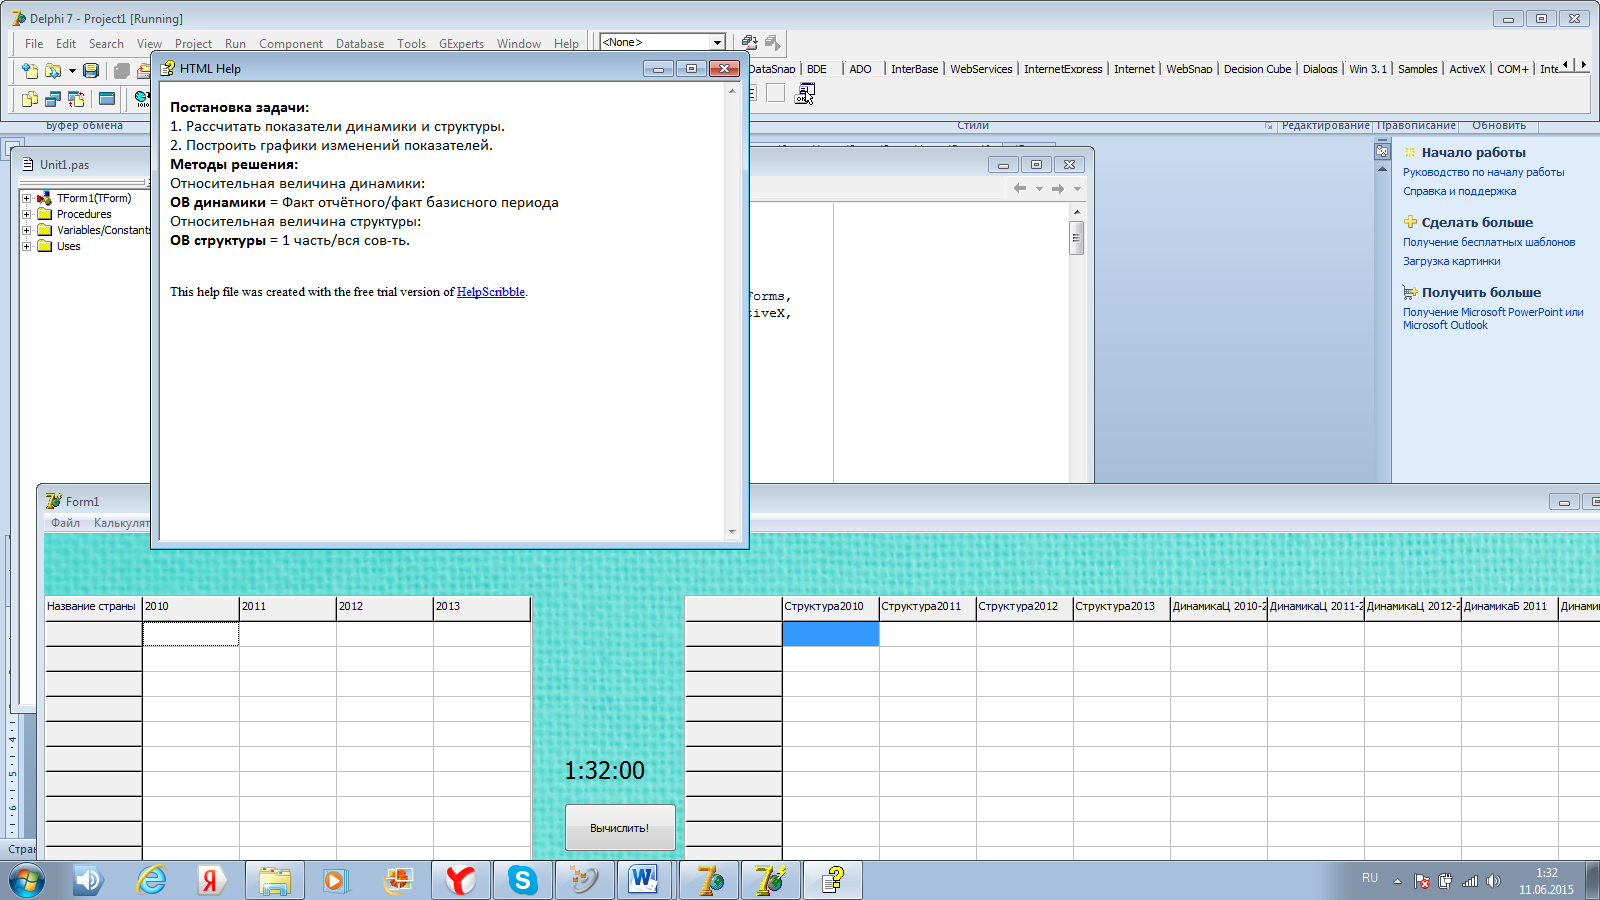 Delphi 7 - Project1 [Running]
File Edit Search View Project Run Component Database Tools GExperts Window Help
<None>
DataSnap BDE ADO InterBase WebServices InternetExpress Internet WebSnap Decision Cube Dialogs Win 3.1 Samples ActiveX COM+
Буфер обмена
Стили
Редактирование
Правописание
Обновить
HTML Help
Постановка задачи:
1. Рассчитать показатели динамики и структуры.
2. Построить графики изменений показателей.
Методы решения:
Относительная величина динамики:
ОВ динамики = Факт отчётного/факт базисного периода
Относительная величина структуры:
ОВ структуры = 1 часть/вся сов-ть.
This help file was created with the free trial version of HelpScribble.
Unit1.pas
TForm1(TForm)
Procedures
Variables/Constants
Uses
orms,
tiveX,
Начало работы
Руководство по началу работы
Справка и поддержка
Сделать больше
Получение бесплатных шаблонов
Загрузка картинки
Получить больше
Получение Microsoft PowerPoint или
Microsoft Outlook
Form1
Файл Калькулят
Название страны 2010 2011 2012 2013
Структура2010 Структура2011 Структура2012 Структура2013 ДинамикаЦ 2010-2 ДинамикаЦ 2011-2 ДинамикаЦ 2012-2 ДинамикаБ 2011 Динами
1:32:00
Вычислить!
Стран
RU
1:32
11.06.2015